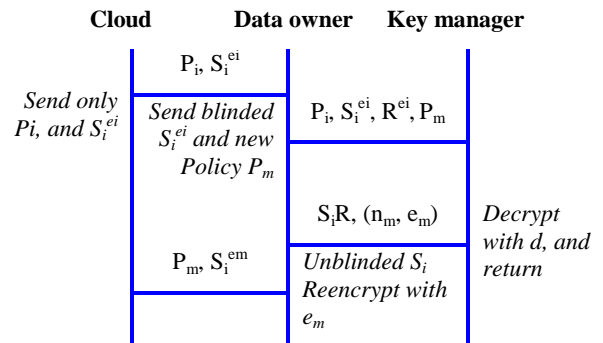 Cloud Data owner Key manager
P_i, S_i^ei
Send only
Pi, and S_i^ei
Send blinded
S_i^ei and new
Policy P_m
P_i, S_i^ei, R^ei, P_m
S_iR, (n_m, e_m)
Decrypt
with d, and
return
P_m, S_i^em
Unblinded S_i
Reencrypt with
e_m